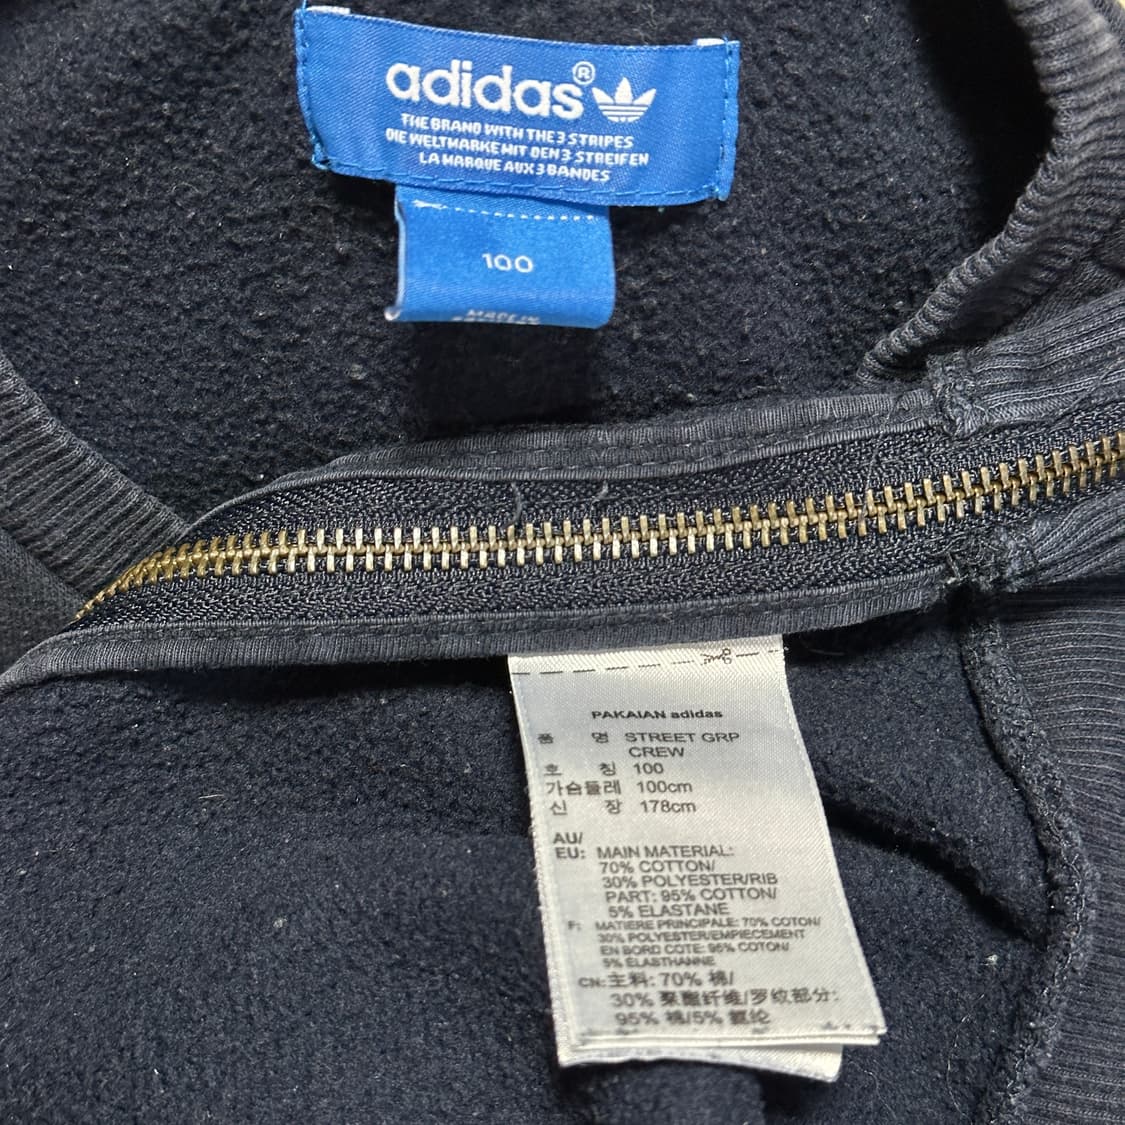 adidas®
THE BRAND WITH THE 3 STRIPES
DIE WELTMARKE MIT DEN 3 STREIFEN
LA MARQUE AUX 3 BANDES
100
MADE IN
PAKAIAN adidas
품 명 STREET GRP
CREW
호 칭 100
가슴둘레 100cm
신 장 178cm
AU/
EU: MAIN MATERIAL:
70% COTTON/
30% POLYESTER/RIB
PART: 95% COTTON/
5% ELASTANE
F: MATIERE PRINCIPALE: 70% COTON/
30% POLYESTER/EMPIECEMENT
EN BORD COTE: 95% COTON/
5% ELASTHANNE
CN: 主料: 70% 棉/
30% 聚酯纤维/罗纹部分:
95% 棉/5% 氨纶